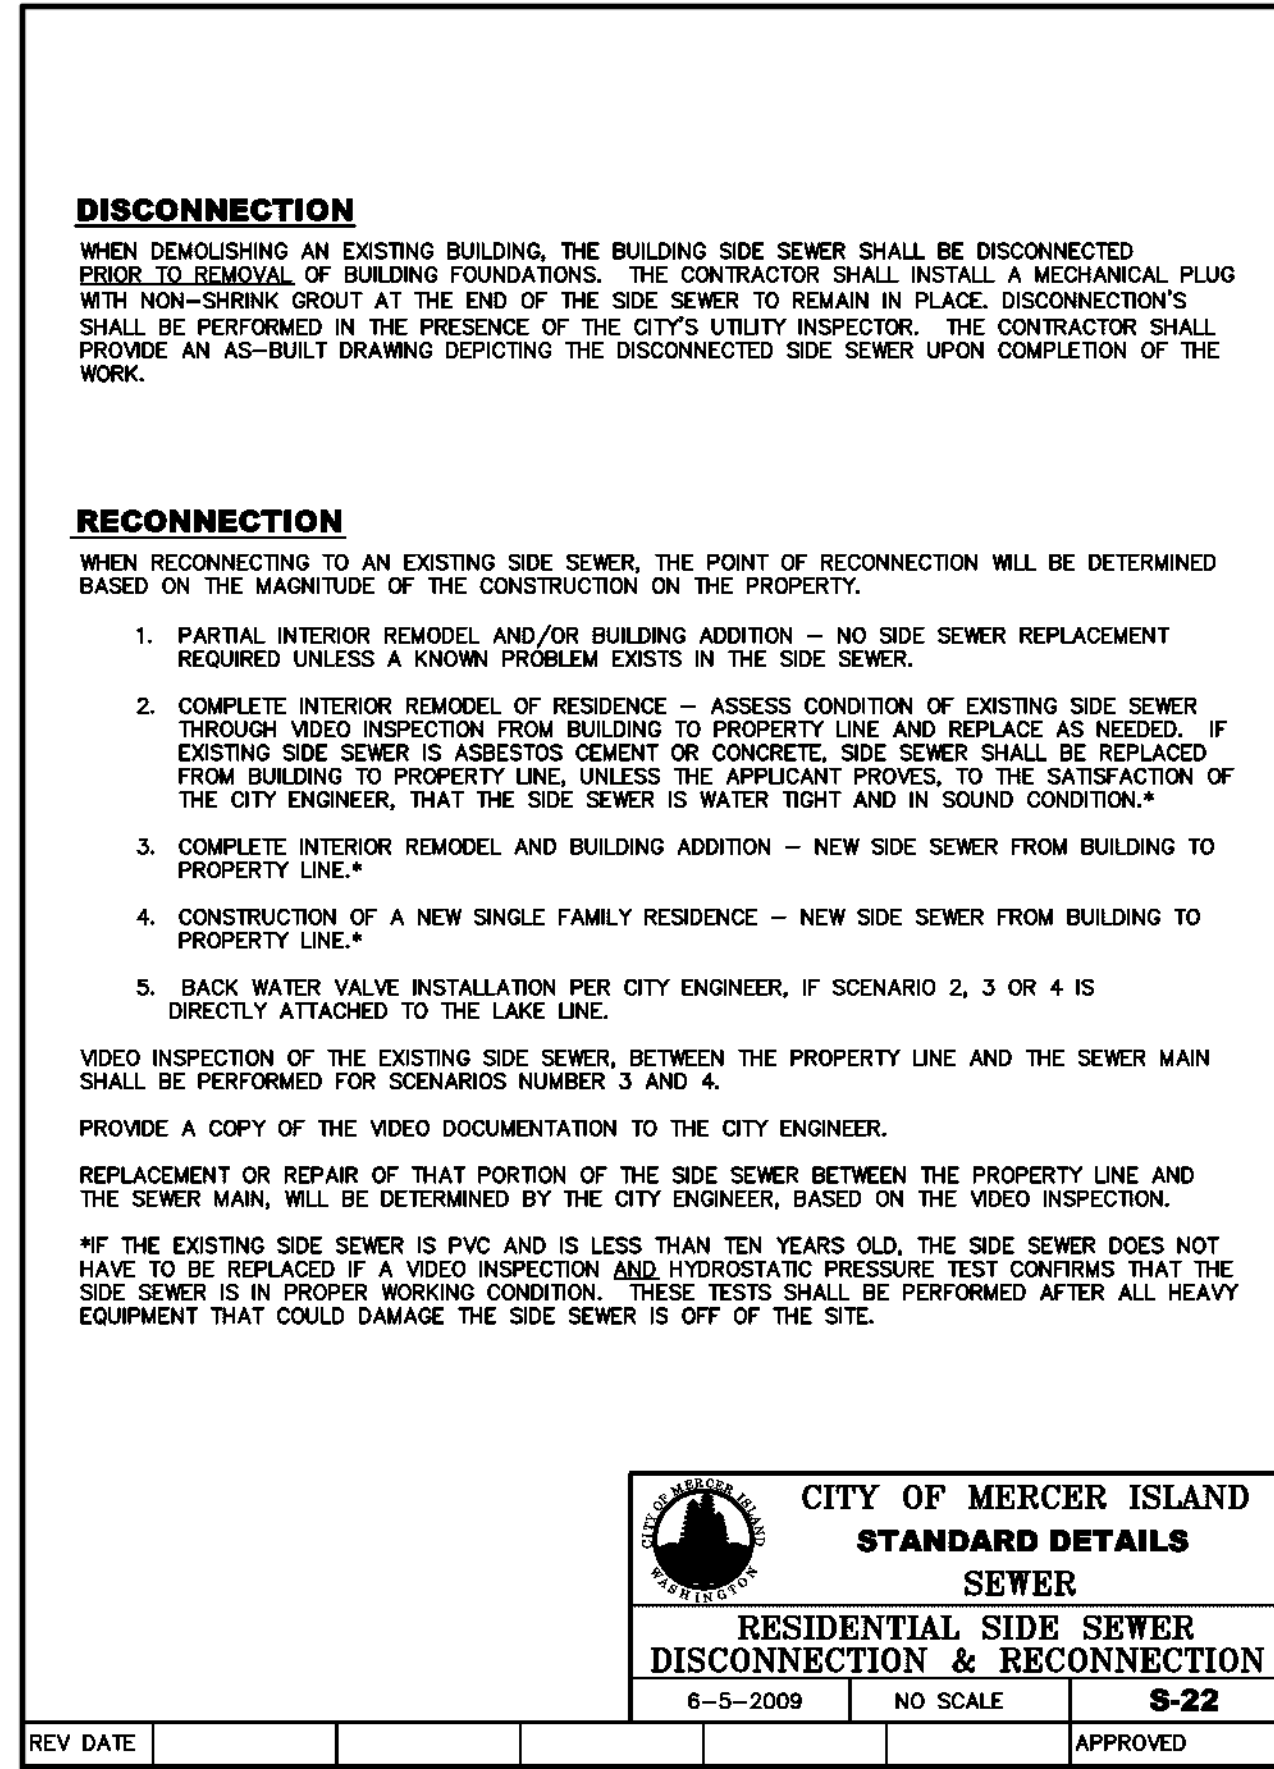 DISCONNECTION
WHEN DEMOLISHING AN EXISTING BUILDING, THE BUILDING SIDE SEWER SHALL BE DISCONNECTED
PRIOR TO REMOVAL OF BUILDING FOUNDATIONS. THE CONTRACTOR SHALL INSTALL A MECHANICAL PLUG
WITH NON-SHRINK GROUT AT THE END OF THE SIDE SEWER TO REMAIN IN PLACE. DISCONNECTION'S
SHALL BE PERFORMED IN THE PRESENCE OF THE CITY'S UTILITY INSPECTOR. THE CONTRACTOR SHALL
PROVIDE AN AS-BUILT DRAWING DEPICTING THE DISCONNECTED SIDE SEWER UPON COMPLETION OF THE
WORK.
RECONNECTION
WHEN RECONNECTING TO AN EXISTING SIDE SEWER, THE POINT OF RECONNECTION WILL BE DETERMINED
BASED ON THE MAGNITUDE OF THE CONSTRUCTION ON THE PROPERTY.
1. PARTIAL INTERIOR REMODEL AND/OR BUILDING ADDITION – NO SIDE SEWER REPLACEMENT
REQUIRED UNLESS A KNOWN PROBLEM EXISTS IN THE SIDE SEWER.
2. COMPLETE INTERIOR REMODEL OF RESIDENCE – ASSESS CONDITION OF EXISTING SIDE SEWER
THROUGH VIDEO INSPECTION FROM BUILDING TO PROPERTY LINE AND REPLACE AS NEEDED. IF
EXISTING SIDE SEWER IS ASBESTOS CEMENT OR CONCRETE, SIDE SEWER SHALL BE REPLACED
FROM BUILDING TO PROPERTY LINE, UNLESS THE APPLICANT PROVES, TO THE SATISFACTION OF
THE CITY ENGINEER, THAT THE SIDE SEWER IS WATER TIGHT AND IN SOUND CONDITION.*
3. COMPLETE INTERIOR REMODEL AND BUILDING ADDITION – NEW SIDE SEWER FROM BUILDING TO
PROPERTY LINE.*
4. CONSTRUCTION OF A NEW SINGLE FAMILY RESIDENCE – NEW SIDE SEWER FROM BUILDING TO
PROPERTY LINE.*
5. BACK WATER VALVE INSTALLATION PER CITY ENGINEER, IF SCENARIO 2, 3 OR 4 IS
DIRECTLY ATTACHED TO THE LAKE LINE.
VIDEO INSPECTION OF THE EXISTING SIDE SEWER, BETWEEN THE PROPERTY LINE AND THE SEWER MAIN
SHALL BE PERFORMED FOR SCENARIOS NUMBER 3 AND 4.
PROVIDE A COPY OF THE VIDEO DOCUMENTATION TO THE CITY ENGINEER.
REPLACEMENT OR REPAIR OF THAT PORTION OF THE SIDE SEWER BETWEEN THE PROPERTY LINE AND
THE SEWER MAIN, WILL BE DETERMINED BY THE CITY ENGINEER, BASED ON THE VIDEO INSPECTION.
*IF THE EXISTING SIDE SEWER IS PVC AND IS LESS THAN TEN YEARS OLD, THE SIDE SEWER DOES NOT
HAVE TO BE REPLACED IF A VIDEO INSPECTION AND HYDROSTATIC PRESSURE TEST CONFIRMS THAT THE
SIDE SEWER IS IN PROPER WORKING CONDITION. THESE TESTS SHALL BE PERFORMED AFTER ALL HEAVY
EQUIPMENT THAT COULD DAMAGE THE SIDE SEWER IS OFF OF THE SITE.
CITY OF MERCER ISLAND
WASHINGTON
CITY OF MERCER ISLAND
STANDARD DETAILS
SEWER
RESIDENTIAL SIDE SEWER
DISCONNECTION & RECONNECTION
6-5-2009 NO SCALE S-22
REV DATE APPROVED